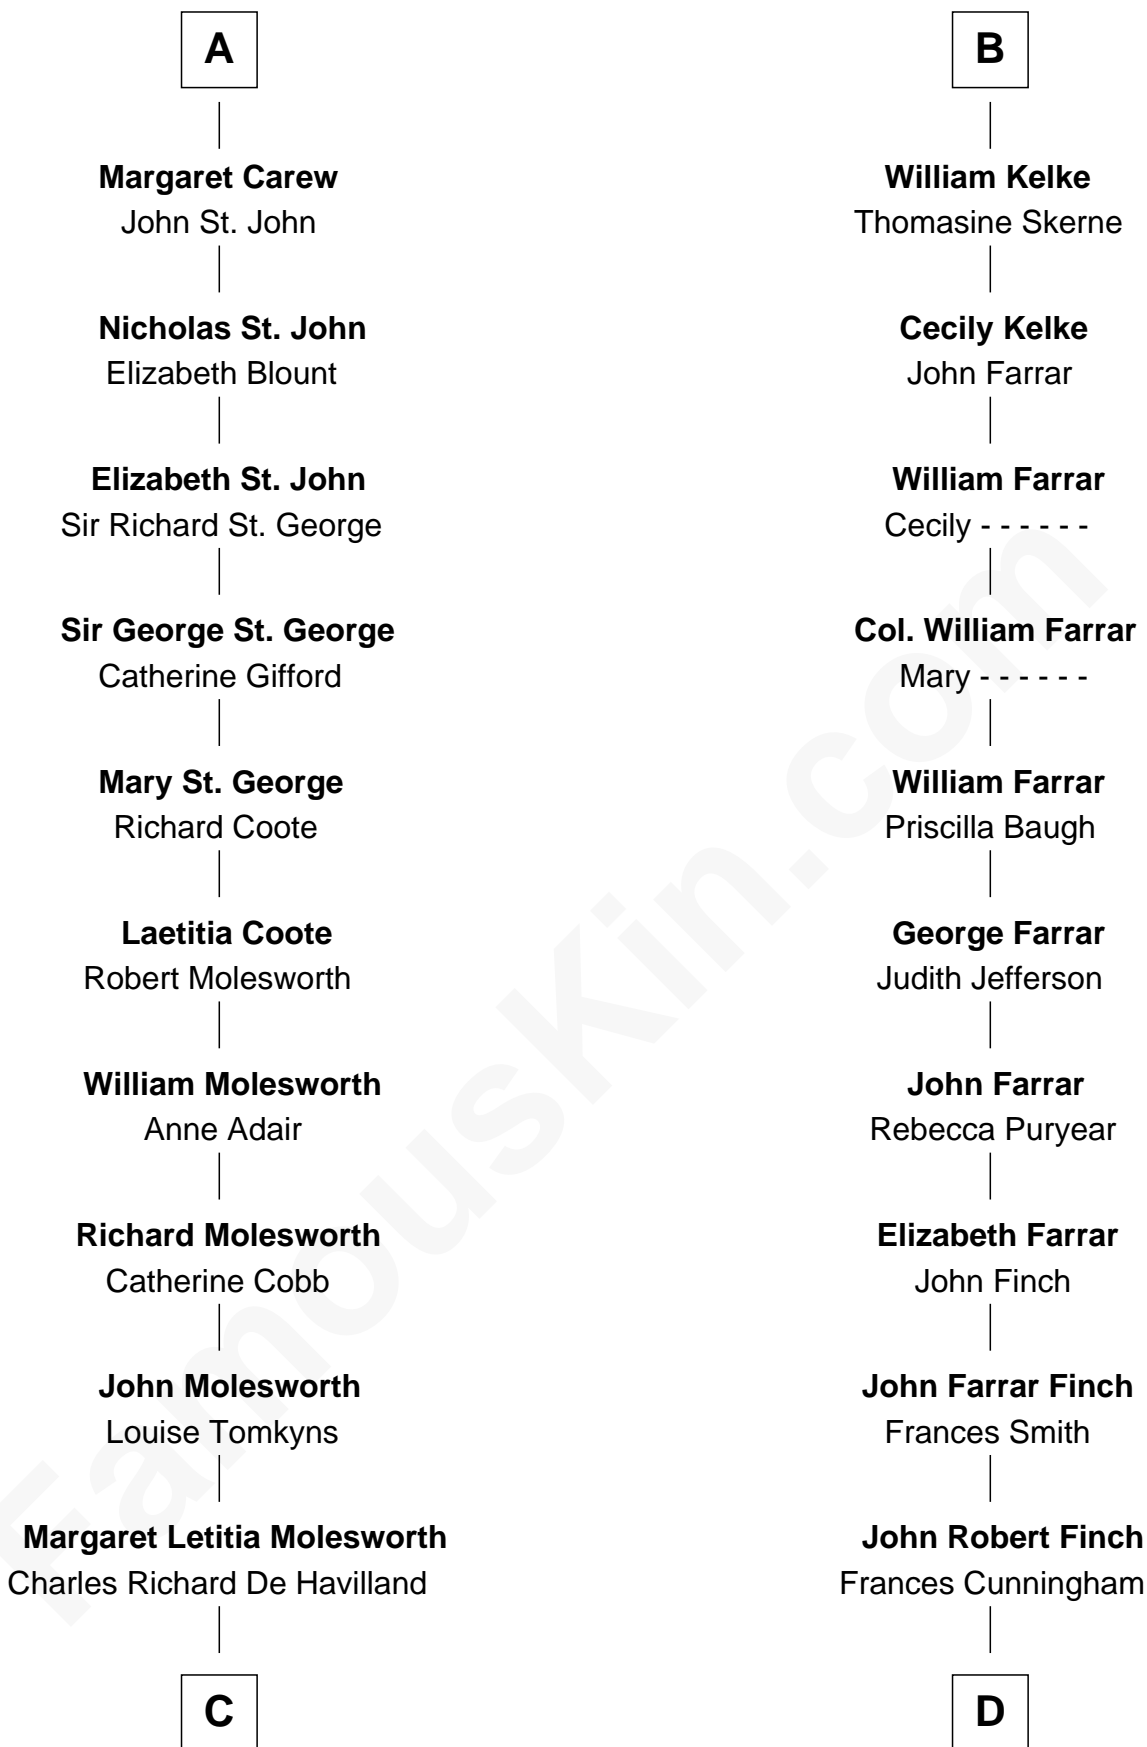 A
Margaret Carew
John St. John
Nicholas St. John
Elizabeth Blount
Elizabeth St. John
Sir Richard St. George
Sir George St. George
Catherine Gifford
Mary St. George
Richard Coote
Laetitia Coote
Robert Molesworth
William Molesworth
Anne Adair
Richard Molesworth
Catherine Cobb
John Molesworth
Louise Tomkyns
Margaret Letitia Molesworth
Charles Richard De Havilland
C
B
William Kelke
Thomasine Skerne
Cecily Kelke
John Farrar
William Farrar
Cecily - - - - - -
Col. William Farrar
Mary - - - - - -
William Farrar
Priscilla Baugh
George Farrar
Judith Jefferson
John Farrar
Rebecca Puryear
Elizabeth Farrar
John Finch
John Farrar Finch
Frances Smith
John Robert Finch
Frances Cunningham
D
FamousKin.com